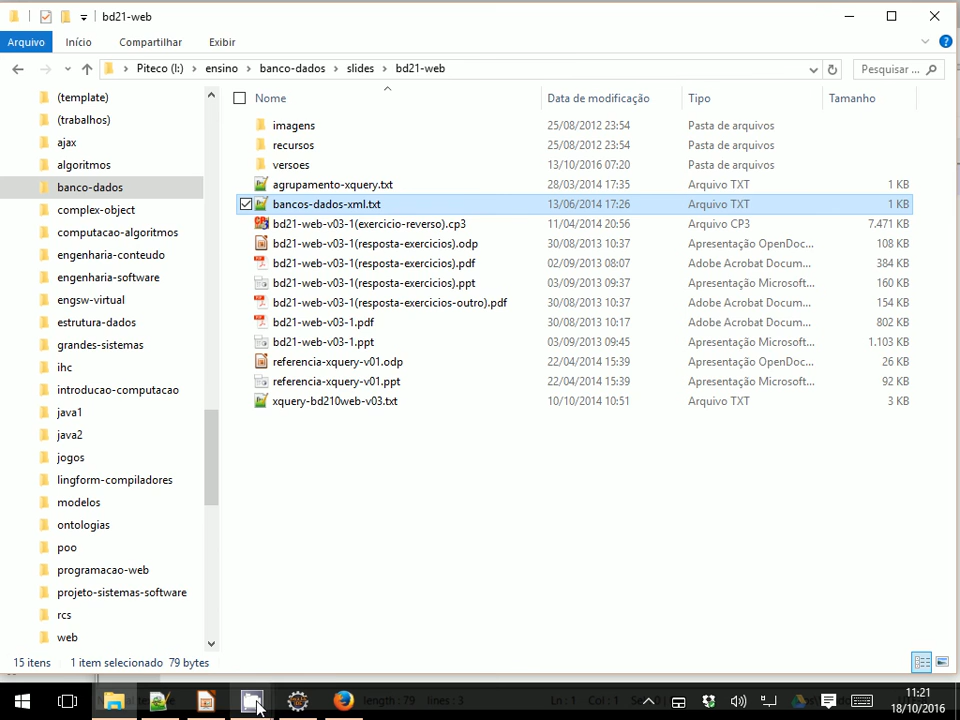 bd21-web
Arquivo Início Compartilhar Exibir
Piteco (I:) ensino banco-dados slides bd21-web Pesquisar ...
Nome Data de modificação Tipo Tamanho
(template)
(trabalhos)
ajax
algoritmos
banco-dados
complex-object
computacao-algoritmos
engenharia-conteudo
engenharia-software
engsw-virtual
estrutura-dados
grandes-sistemas
ihc
introducao-computacao
java1
java2
jogos
lingform-compiladores
modelos
ontologias
poo
programacao-web
projeto-sistemas-software
rcs
web
imagens 25/08/2012 23:54 Pasta de arquivos
recursos 25/08/2012 23:54 Pasta de arquivos
versoes 13/10/2016 07:20 Pasta de arquivos
agrupamento-xquery.txt 28/03/2014 17:35 Arquivo TXT 1 KB
bancos-dados-xml.txt 13/06/2014 17:26 Arquivo TXT 1 KB
bd21-web-v03-1(exercicio-reverso).cp3 11/04/2014 20:56 Arquivo CP3 7.471 KB
bd21-web-v03-1(resposta-exercicios).odp 30/08/2013 10:37 Apresentação OpenDoc... 108 KB
bd21-web-v03-1(resposta-exercicios).pdf 02/09/2013 08:07 Adobe Acrobat Docum... 384 KB
bd21-web-v03-1(resposta-exercicios).ppt 03/09/2013 09:37 Apresentação Microsoft... 160 KB
bd21-web-v03-1(resposta-exercicios-outro).pdf 30/08/2013 10:37 Adobe Acrobat Docum... 154 KB
bd21-web-v03-1.pdf 30/08/2013 10:17 Adobe Acrobat Docum... 802 KB
bd21-web-v03-1.ppt 03/09/2013 09:45 Apresentação Microsoft... 1.103 KB
referencia-xquery-v01.odp 22/04/2014 15:39 Apresentação OpenDoc... 26 KB
referencia-xquery-v01.ppt 22/04/2014 15:39 Apresentação Microsoft... 92 KB
xquery-bd210web-v03.txt 10/10/2014 10:51 Arquivo TXT 3 KB
15 itens 1 item selecionado 79 bytes
length : 79 lines : 3 Ln : 1 Col : 1
11:21
18/10/2016